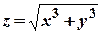 z = √(x³ + y³)